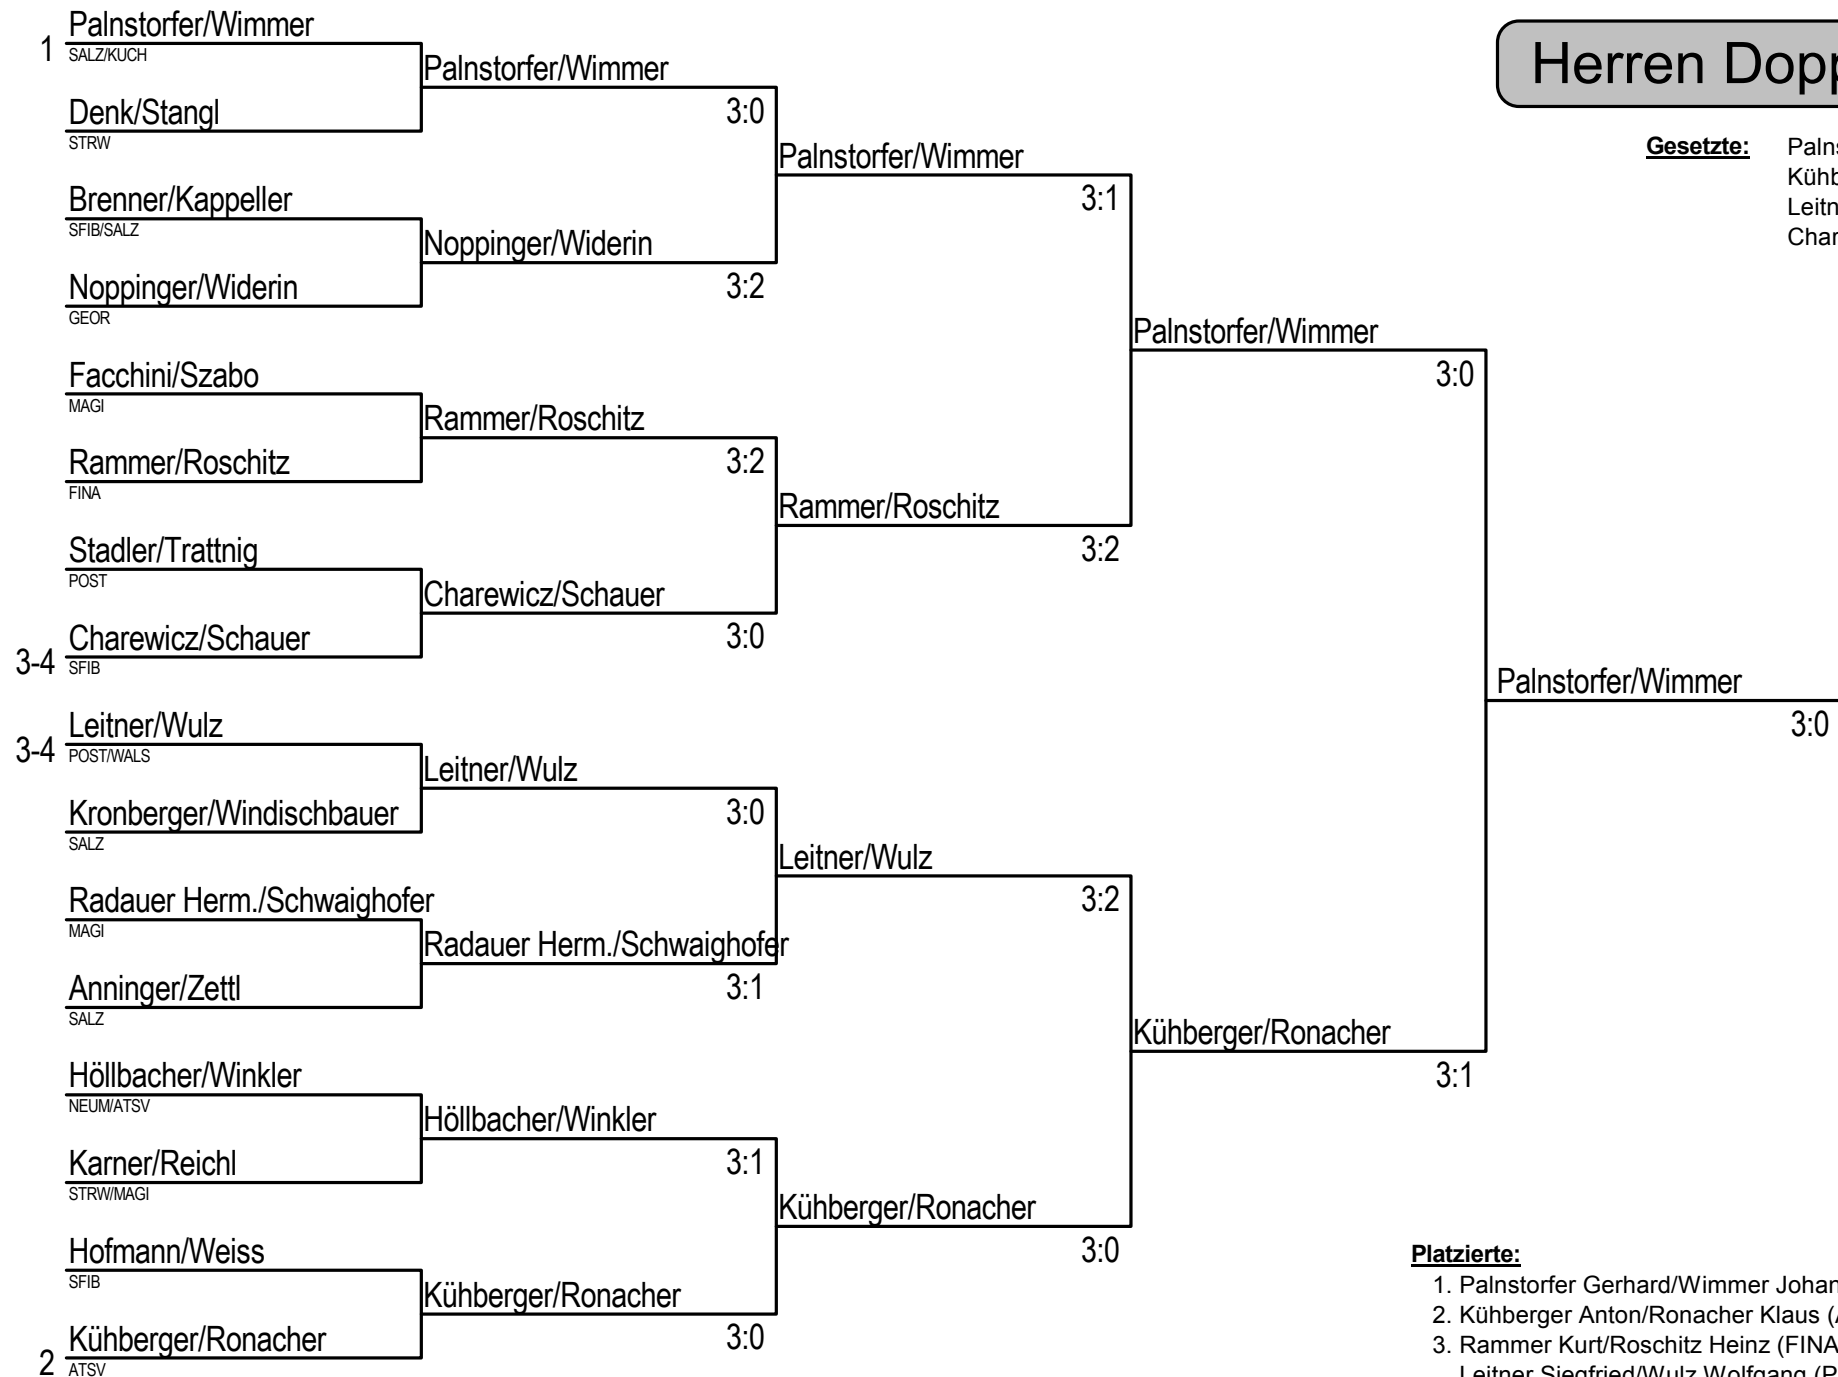 Palnstorfer/Wimmer
1 SALZ/KUCH
Denk/Stangl
STRW
Brenner/Kappeller
SFIB/SALZ
Noppinger/Widerin
GEOR
Facchini/Szabo
MAGI
Rammer/Roschitz
FINA
Stadler/Trattnig
POST
Charewicz/Schauer
3-4 SFIB
Leitner/Wulz
3-4 POST/WALS
Kronberger/Windischbauer
SALZ
Radauer Herm./Schwaighofer
MAGI
Anninger/Zettl
SALZ
Höllbacher/Winkler
NEUM/ATSV
Karner/Reichl
STRW/MAGI
Hofmann/Weiss
SFIB
Kühberger/Ronacher
2 ATSV
Palnstorfer/Wimmer
3:0
Noppinger/Widerin
3:2
Rammer/Roschitz
3:2
Charewicz/Schauer
3:0
Leitner/Wulz
3:0
Radauer Herm./Schwaighofer
3:1
Höllbacher/Winkler
3:1
Kühberger/Ronacher
3:0
Palnstorfer/Wimmer
3:1
Rammer/Roschitz
3:2
Leitner/Wulz
3:2
Kühberger/Ronacher
3:0
Palnstorfer/Wimmer
3:0
Kühberger/Ronacher
3:1
Palnstorfer/Wimmer
3:0
Herren Dopp
Gesetzte: Palns
Kühb
Leitn
Char
Platzierte:
1. Palnstorfer Gerhard/Wimmer Johan
2. Kühberger Anton/Ronacher Klaus (
3. Rammer Kurt/Roschitz Heinz (FINA
Leitner Siegfried/Wulz Wolfgang (P